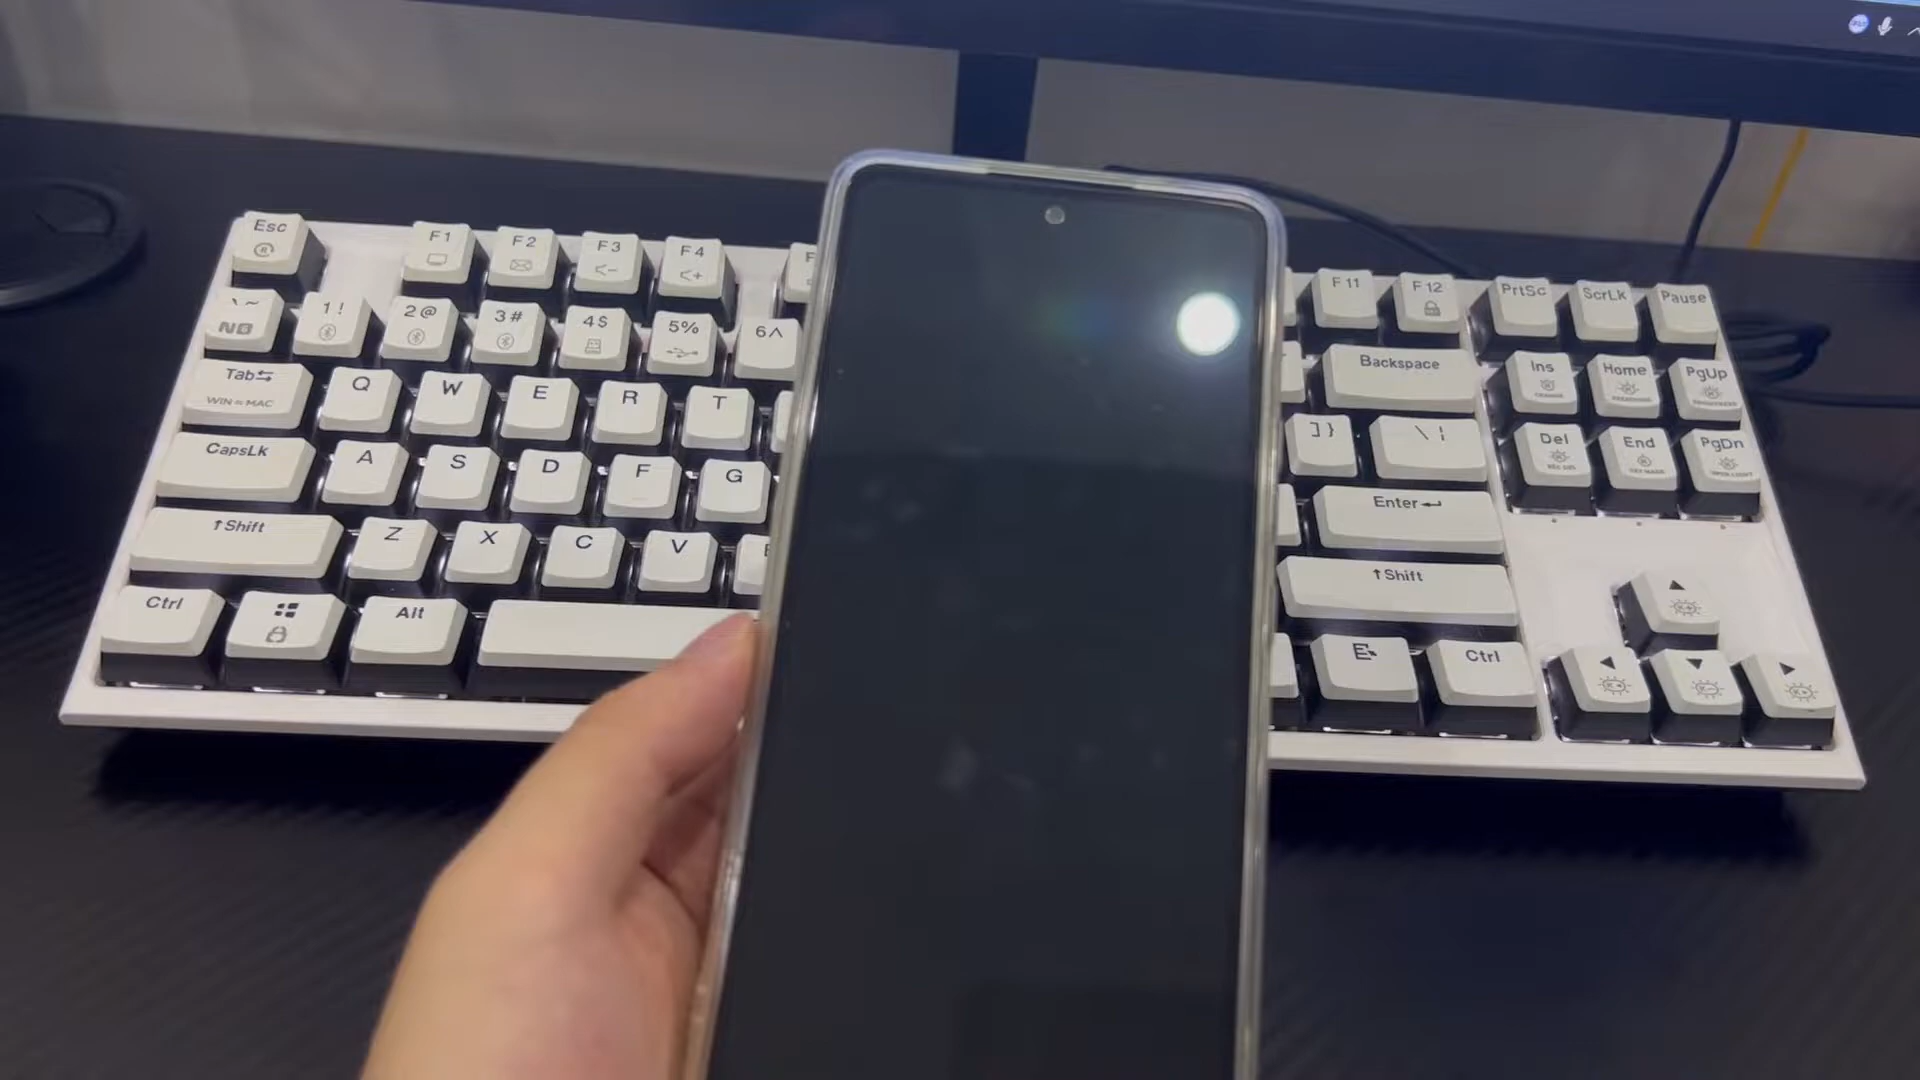 Esc F1 F2 F3 F4 F11 F12 PrtSc ScrLk Pause
\ ~ 1 ! 2 @ 3 # 4 $ 5 % 6 ^ Backspace Ins Home PgUp
N6
Tab Q W E R T ] } \ | Del End PgDn
WIN = MAC
CapsLk A S D F G Enter
Shift Z X C V Shift
Ctrl Alt Ctrl